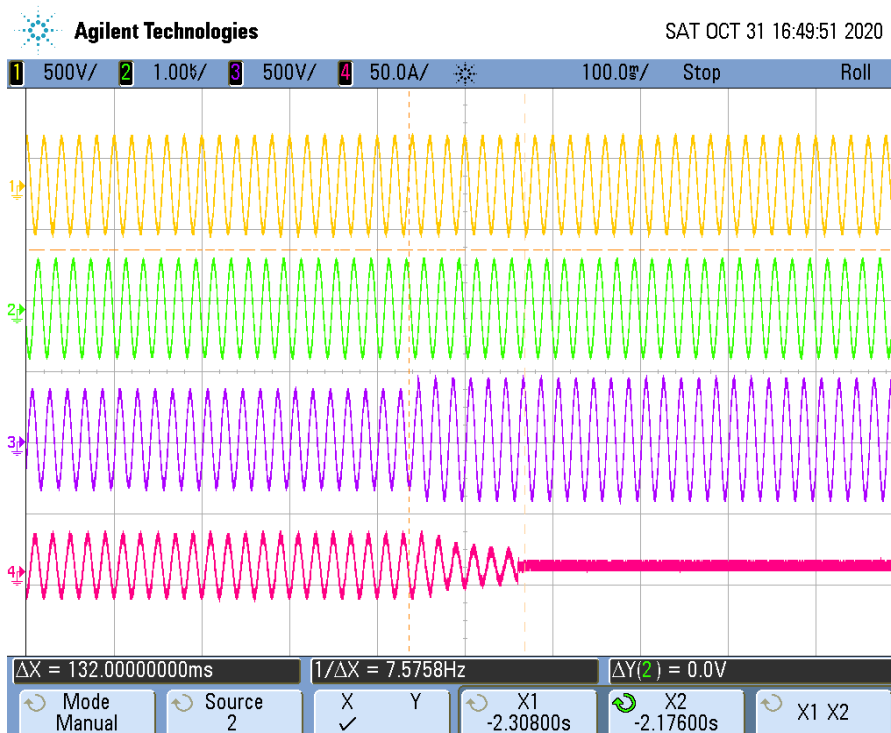 Agilent Technologies SAT OCT 31 16:49:51 2020
1 500V/ 2 1.00kV/ 3 500V/ 4 50.0A/ 100.0ms/ Stop Roll
1
2
3
4
ΔX = 132.00000000ms 1/ΔX = 7.5758Hz ΔY(2) = 0.0V
Mode Source X Y X1 X2 X1 X2
Manual 2 ✓ -2.30800s -2.17600s